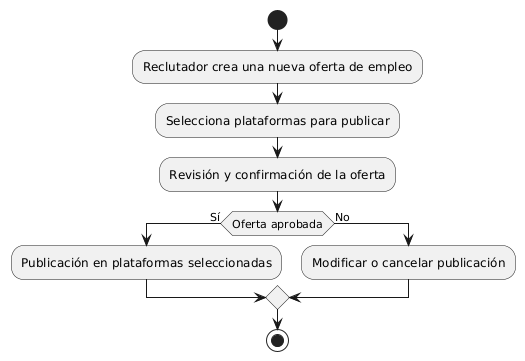 Reclutador crea una nueva oferta de empleo
Selecciona plataformas para publicar
Revisión y confirmación de la oferta
Sí
Oferta aprobada
No
Publicación en plataformas seleccionadas
Modificar o cancelar publicación